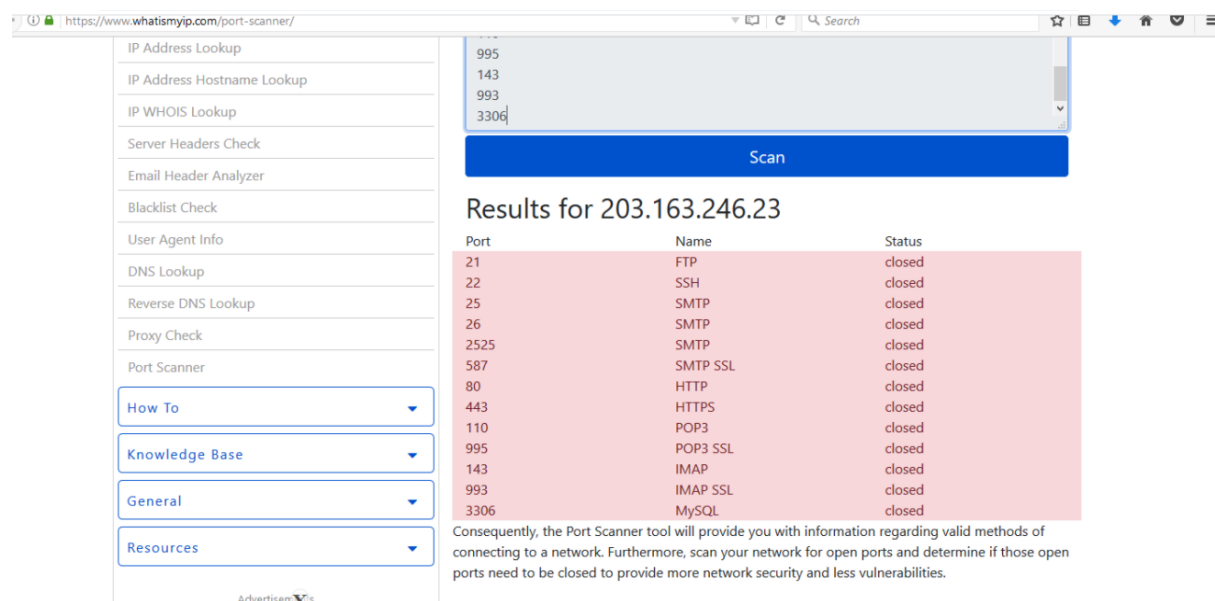 https://www.whatismyip.com/port-scanner/
Search
IP Address Lookup
IP Address Hostname Lookup
IP WHOIS Lookup
Server Headers Check
Email Header Analyzer
Blacklist Check
User Agent Info
DNS Lookup
Reverse DNS Lookup
Proxy Check
Port Scanner
How To
Knowledge Base
General
Resources
995
143
993
3306
Scan
Results for 203.163.246.23
Port Name Status
21 FTP closed
22 SSH closed
25 SMTP closed
26 SMTP closed
2525 SMTP closed
587 SMTP SSL closed
80 HTTP closed
443 HTTPS closed
110 POP3 closed
995 POP3 SSL closed
143 IMAP closed
993 IMAP SSL closed
3306 MySQL closed
Consequently, the Port Scanner tool will provide you with information regarding valid methods of
connecting to a network. Furthermore, scan your network for open ports and determine if those open
ports need to be closed to provide more network security and less vulnerabilities.